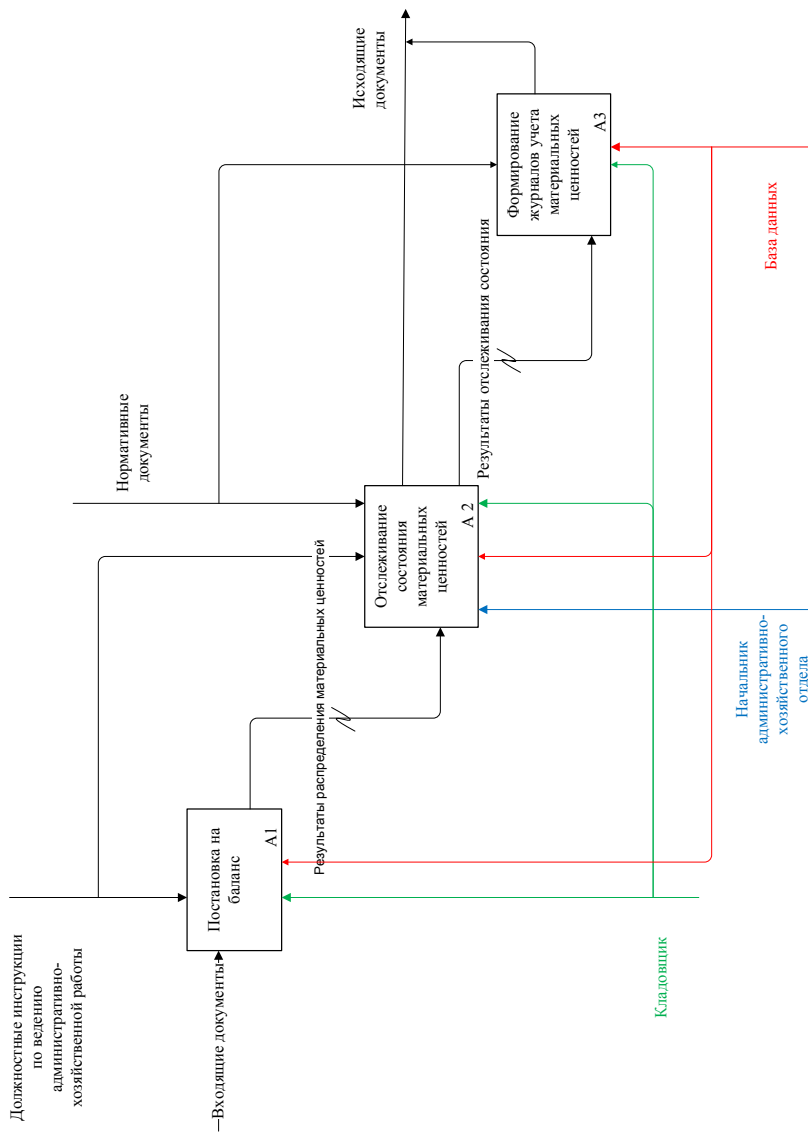 Должностные инструкции
по ведению
административно-
хозяйственной работы
Нормативные
документы
Исходящие
документы
Входящие документы
Постановка на
баланс
А1
Результаты распределения материальных ценностей
Отслеживание
состояния
материальных
ценностей
А 2
Результаты отслеживания состояния
Формирование
журналов учета
материальных
ценностей
А3
Кладовщик
Начальник
административно-
хозяйственного
отдела
База данных